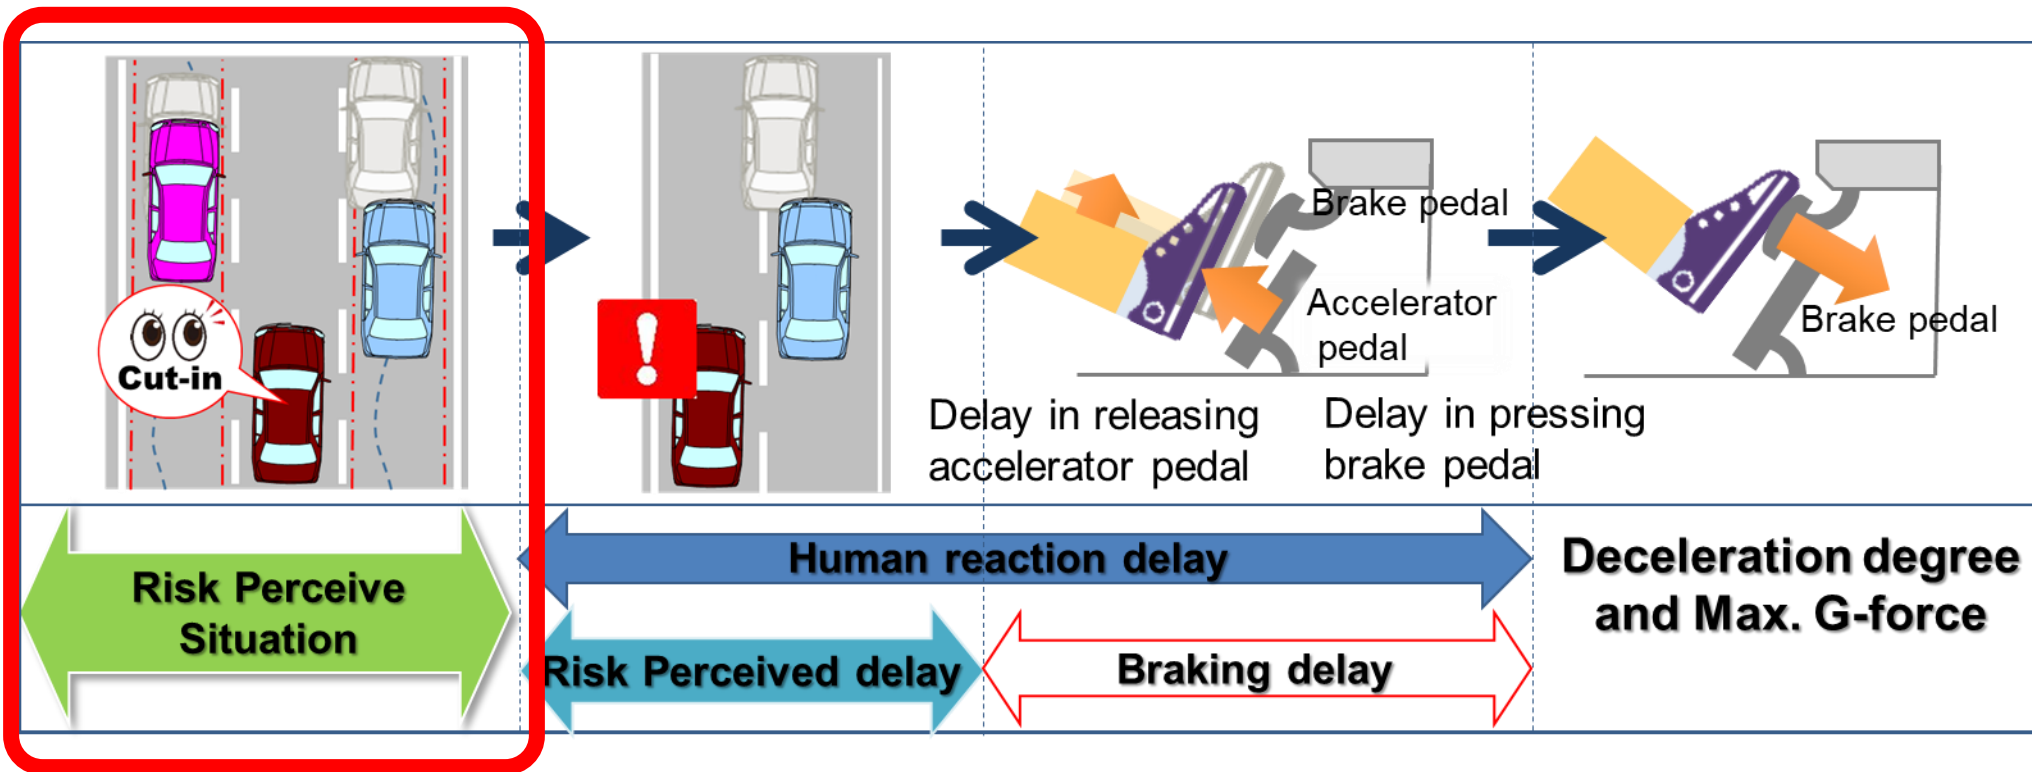 Cut-in
Brake pedal
Accelerator
pedal
Brake pedal
Delay in releasing
accelerator pedal
Delay in pressing
brake pedal
Risk Perceive
Situation
Human reaction delay
Risk Perceived delay
Braking delay
Deceleration degree
and Max. G-force